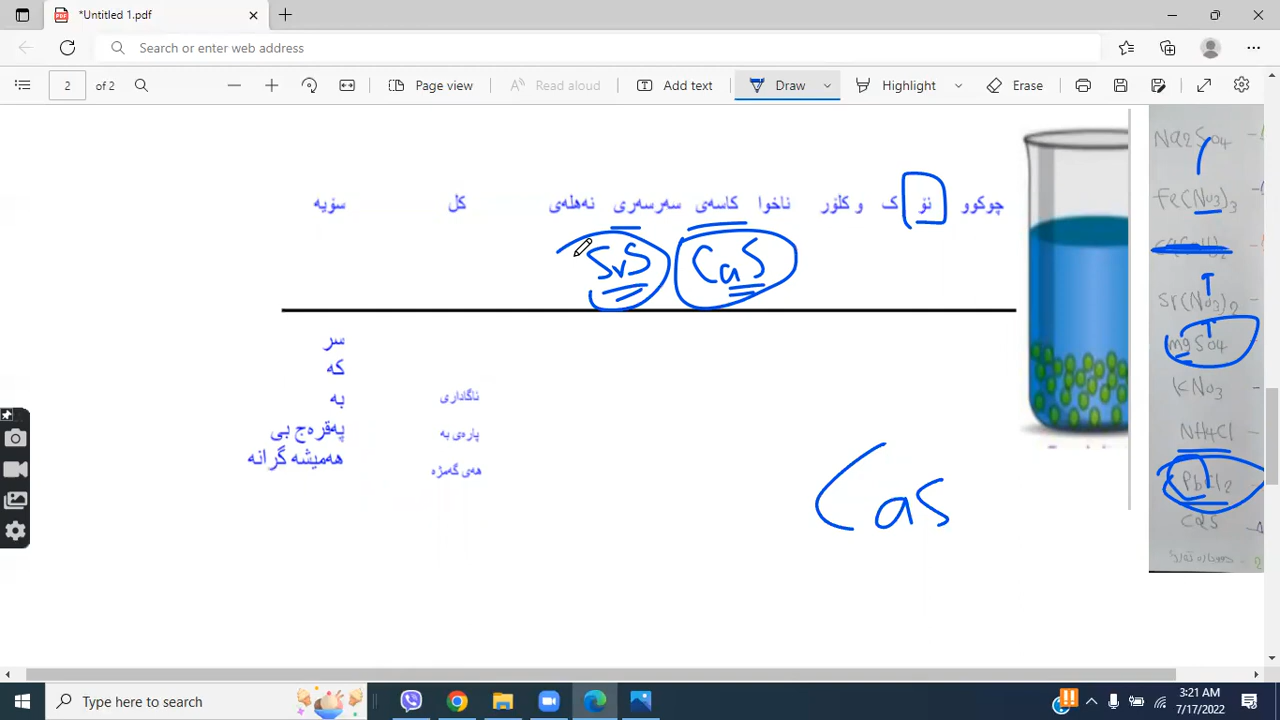 *Untitled 1.pdf
Search or enter web address
2 of 2
Page view
Read aloud
Add text
Draw
Highlight
Erase
چوکوو نۆ ک و کلۆر ناخوا کاسەی سەرسەری نەهلەی کل سۆیە
SrS CaS
سر
کە
بە
پەقرەج بی
هەمیشە گرانە
ئاگاداری
پارەی بە
هەی گەمژە
CaS
Na2SO4
Fe(NO3)3
Sr(NO3)2
mgSO4
KNO3
NH4Cl
PbCl2
CaS
Type here to search
3:21 AM
7/17/2022